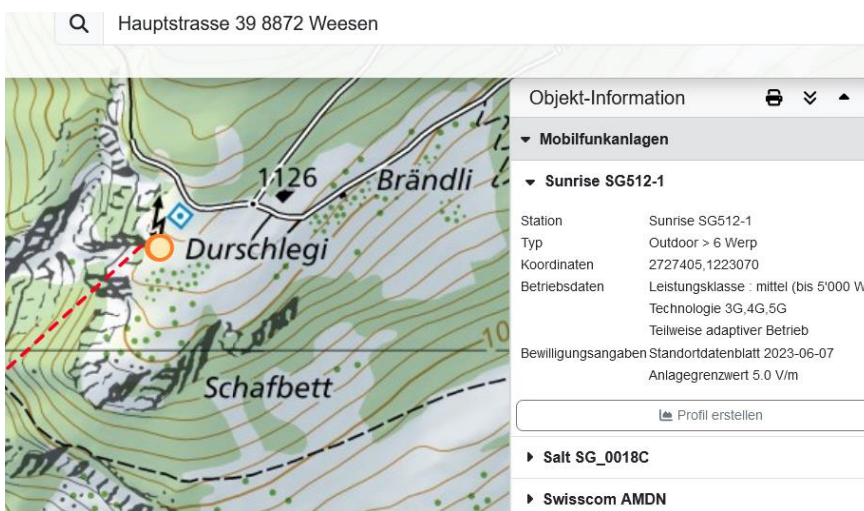 Hauptstrasse 39 8872 Weesen
Objekt-Information
Mobilfunkanlagen
Sunrise SG512-1
Station Sunrise SG512-1
Typ Outdoor > 6 Werp
Koordinaten 2727405,1223070
Betriebsdaten Leistungsklasse : mittel (bis 5'000 W
Technologie 3G,4G,5G
Teilweise adaptiver Betrieb
Bewilligungsangaben Standortdatenblatt 2023-06-07
Anlagegrenzwert 5.0 V/m
Profil erstellen
Salt SG_0018C
Swisscom AMDN
1126
Brändli
Durschlegi
10
Schafbett